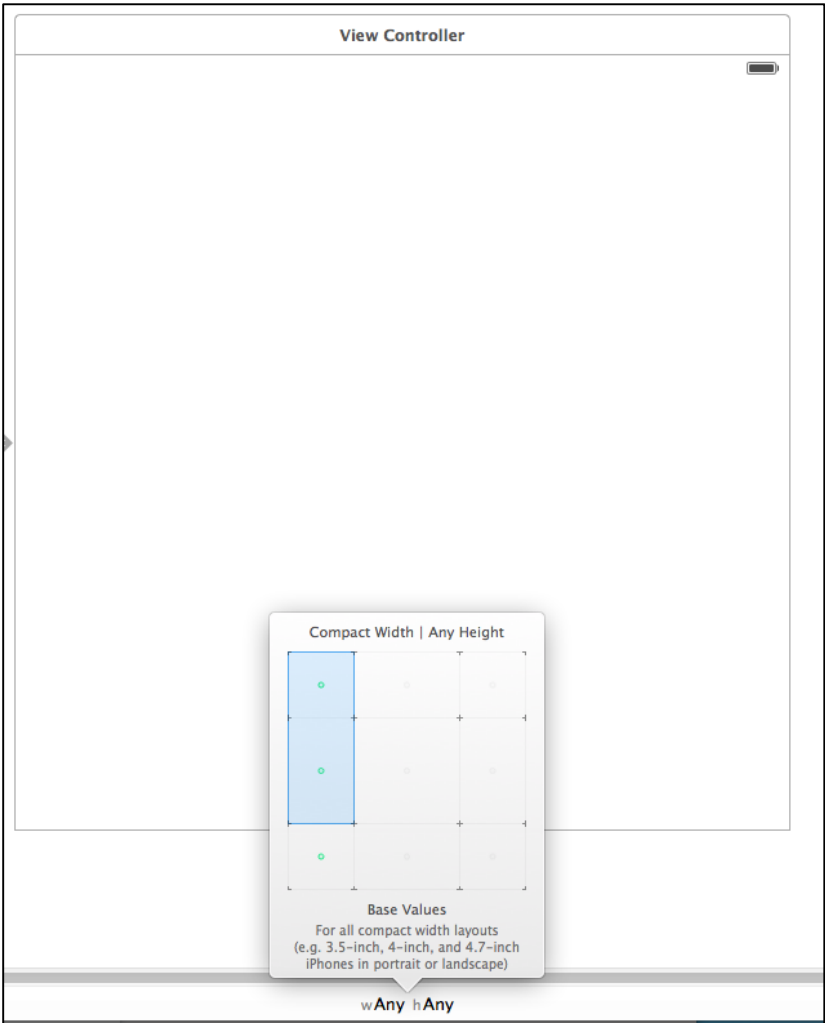 View Controller
Compact Width | Any Height
Base Values
For all compact width layouts
(e.g. 3.5-inch, 4-inch, and 4.7-inch
iPhones in portrait or landscape)
wAny hAny